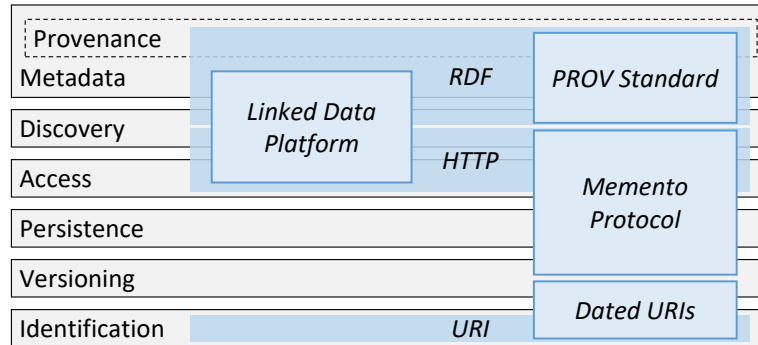 Provenance
Metadata
RDF
PROV Standard
Linked Data
Platform
Discovery
HTTP
Access
Memento
Protocol
Persistence
Versioning
Dated URIs
Identification
URI